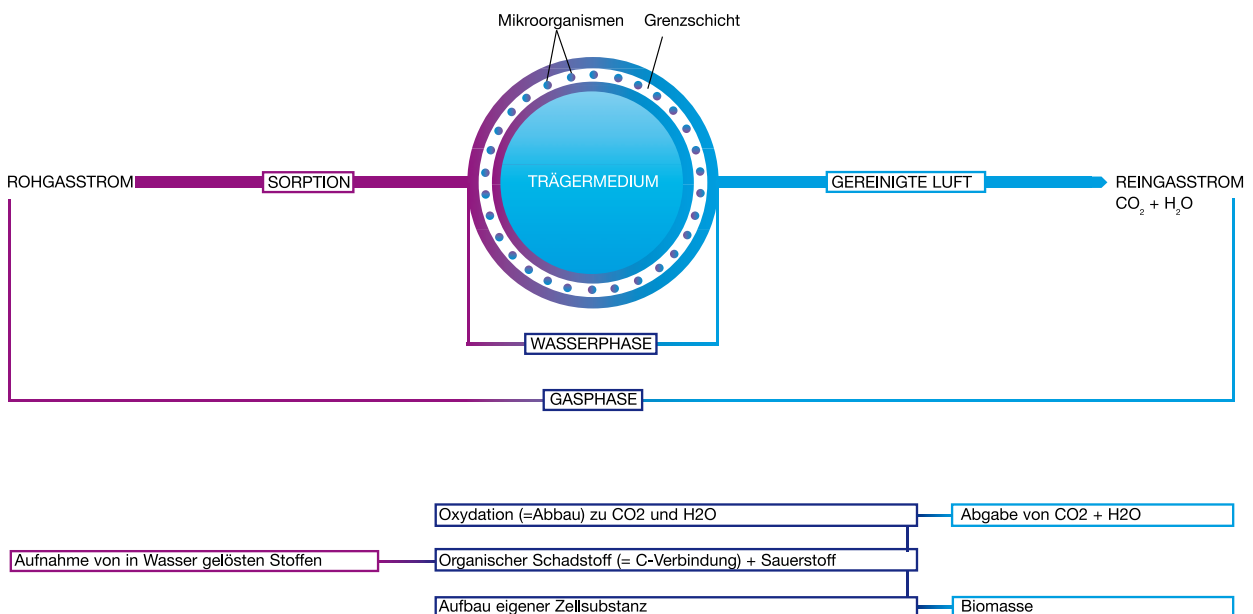 Mikroorganismen
Grenzschicht
ROHGASSTROM
SORPTION
TRÄGERMEDIUM
GEREINIGTE LUFT
REINGASSTROM
CO₂ + H₂O
WASSERPHASE
GASPHASE
Oxydation (=Abbau) zu CO2 und H2O
Abgabe von CO2 + H2O
Aufnahme von in Wasser gelösten Stoffen
Organischer Schadstoff (= C-Verbindung) + Sauerstoff
Aufbau eigener Zellsubstanz
Biomasse